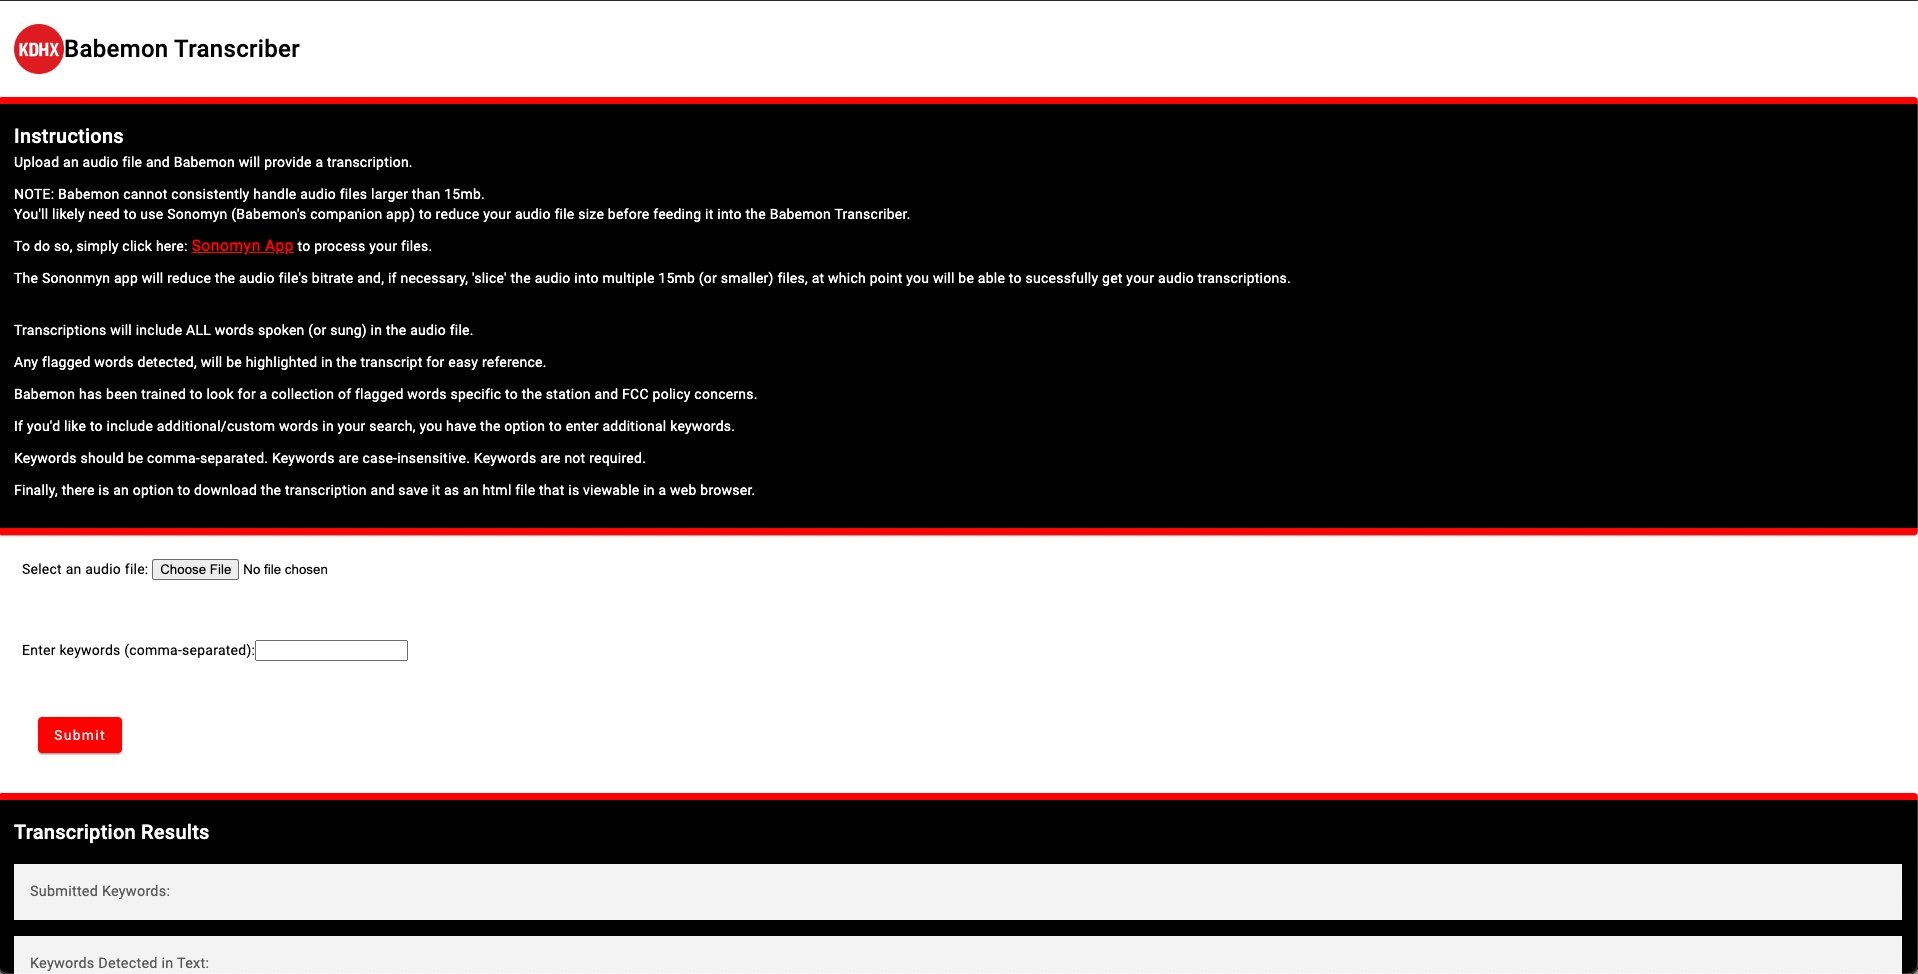 KDHX Babemon Transcriber
Instructions
Upload an audio file and Babemon will provide a transcription.
NOTE: Babemon cannot consistently handle audio files larger than 15mb.
You'll likely need to use Sonomyn (Babemon's companion app) to reduce your audio file size before feeding it into the Babemon Transcriber.
To do so, simply click here: Sonomyn App to process your files.
The Sononmyn app will reduce the audio file's bitrate and, if necessary, 'slice' the audio into multiple 15mb (or smaller) files, at which point you will be able to sucessfully get your audio transcriptions.
Transcriptions will include ALL words spoken (or sung) in the audio file.
Any flagged words detected, will be highlighted in the transcript for easy reference.
Babemon has been trained to look for a collection of flagged words specific to the station and FCC policy concerns.
If you'd like to include additional/custom words in your search, you have the option to enter additional keywords.
Keywords should be comma-separated. Keywords are case-insensitive. Keywords are not required.
Finally, there is an option to download the transcription and save it as an html file that is viewable in a web browser.
Select an audio file: Choose File No file chosen
Enter keywords (comma-separated):
Submit
Transcription Results
Submitted Keywords:
Keywords Detected in Text: